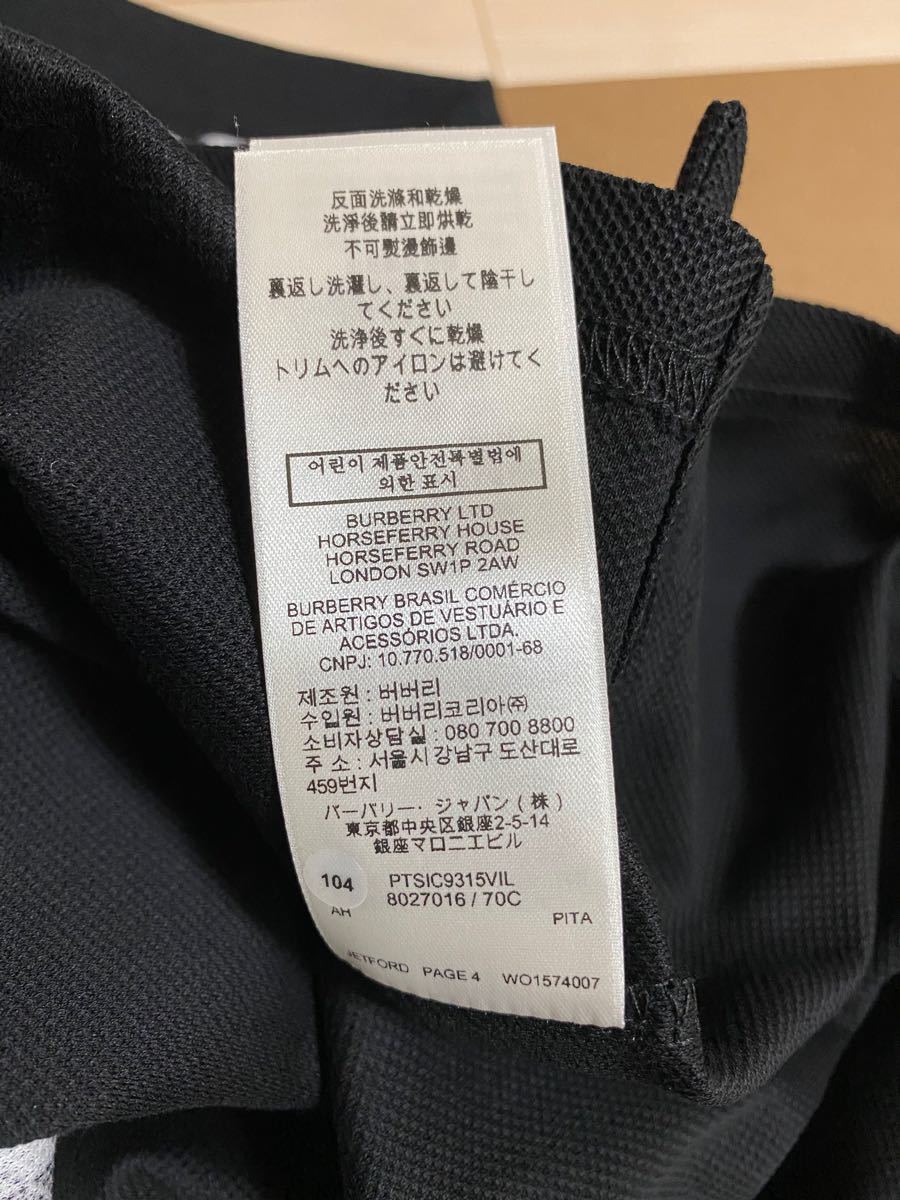 反面洗滌和乾燥
洗淨後請立即烘乾
不可熨燙飾邊
裏返し洗濯し、裏返して陰干し
てください
洗浄後すぐに乾燥
トリムへのアイロンは避けてく
ださい
어린이 제품안전특별법에
의한 표시
BURBERRY LTD
HORSEFERRY HOUSE
HORSEFERRY ROAD
LONDON SW1P 2AW
BURBERRY BRASIL COMÉRCIO
DE ARTIGOS DE VESTUÁRIO E
ACESSÓRIOS LTDA.
CNPJ: 10.770.518/0001-68
제조원 : 버버리
수입원 : 버버리코리아㈜
소비자상담실 : 080 700 8800
주 소 : 서울시 강남구 도산대로
459번지
バーバリー・ジャパン ( 株 )
東京都中央区銀座2-5-14
銀座マロニエビル
104
PTSIC9315VIL
8027016 / 70C
AH PITA
PAGE 4 WO1574007